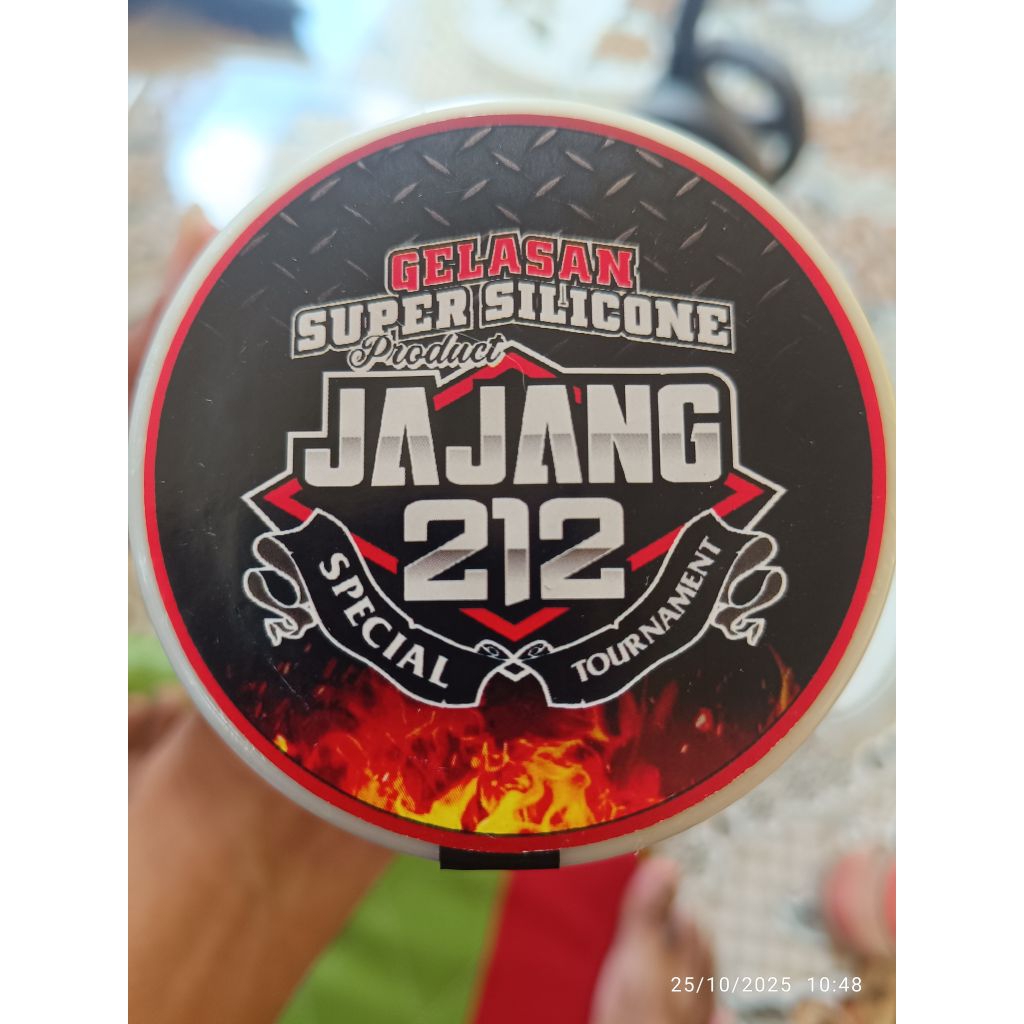 GELASAN
SUPER SILICONE
Product
JAJANG
212
SPECIAL
TOURNAMENT
25/10/2025 10:48